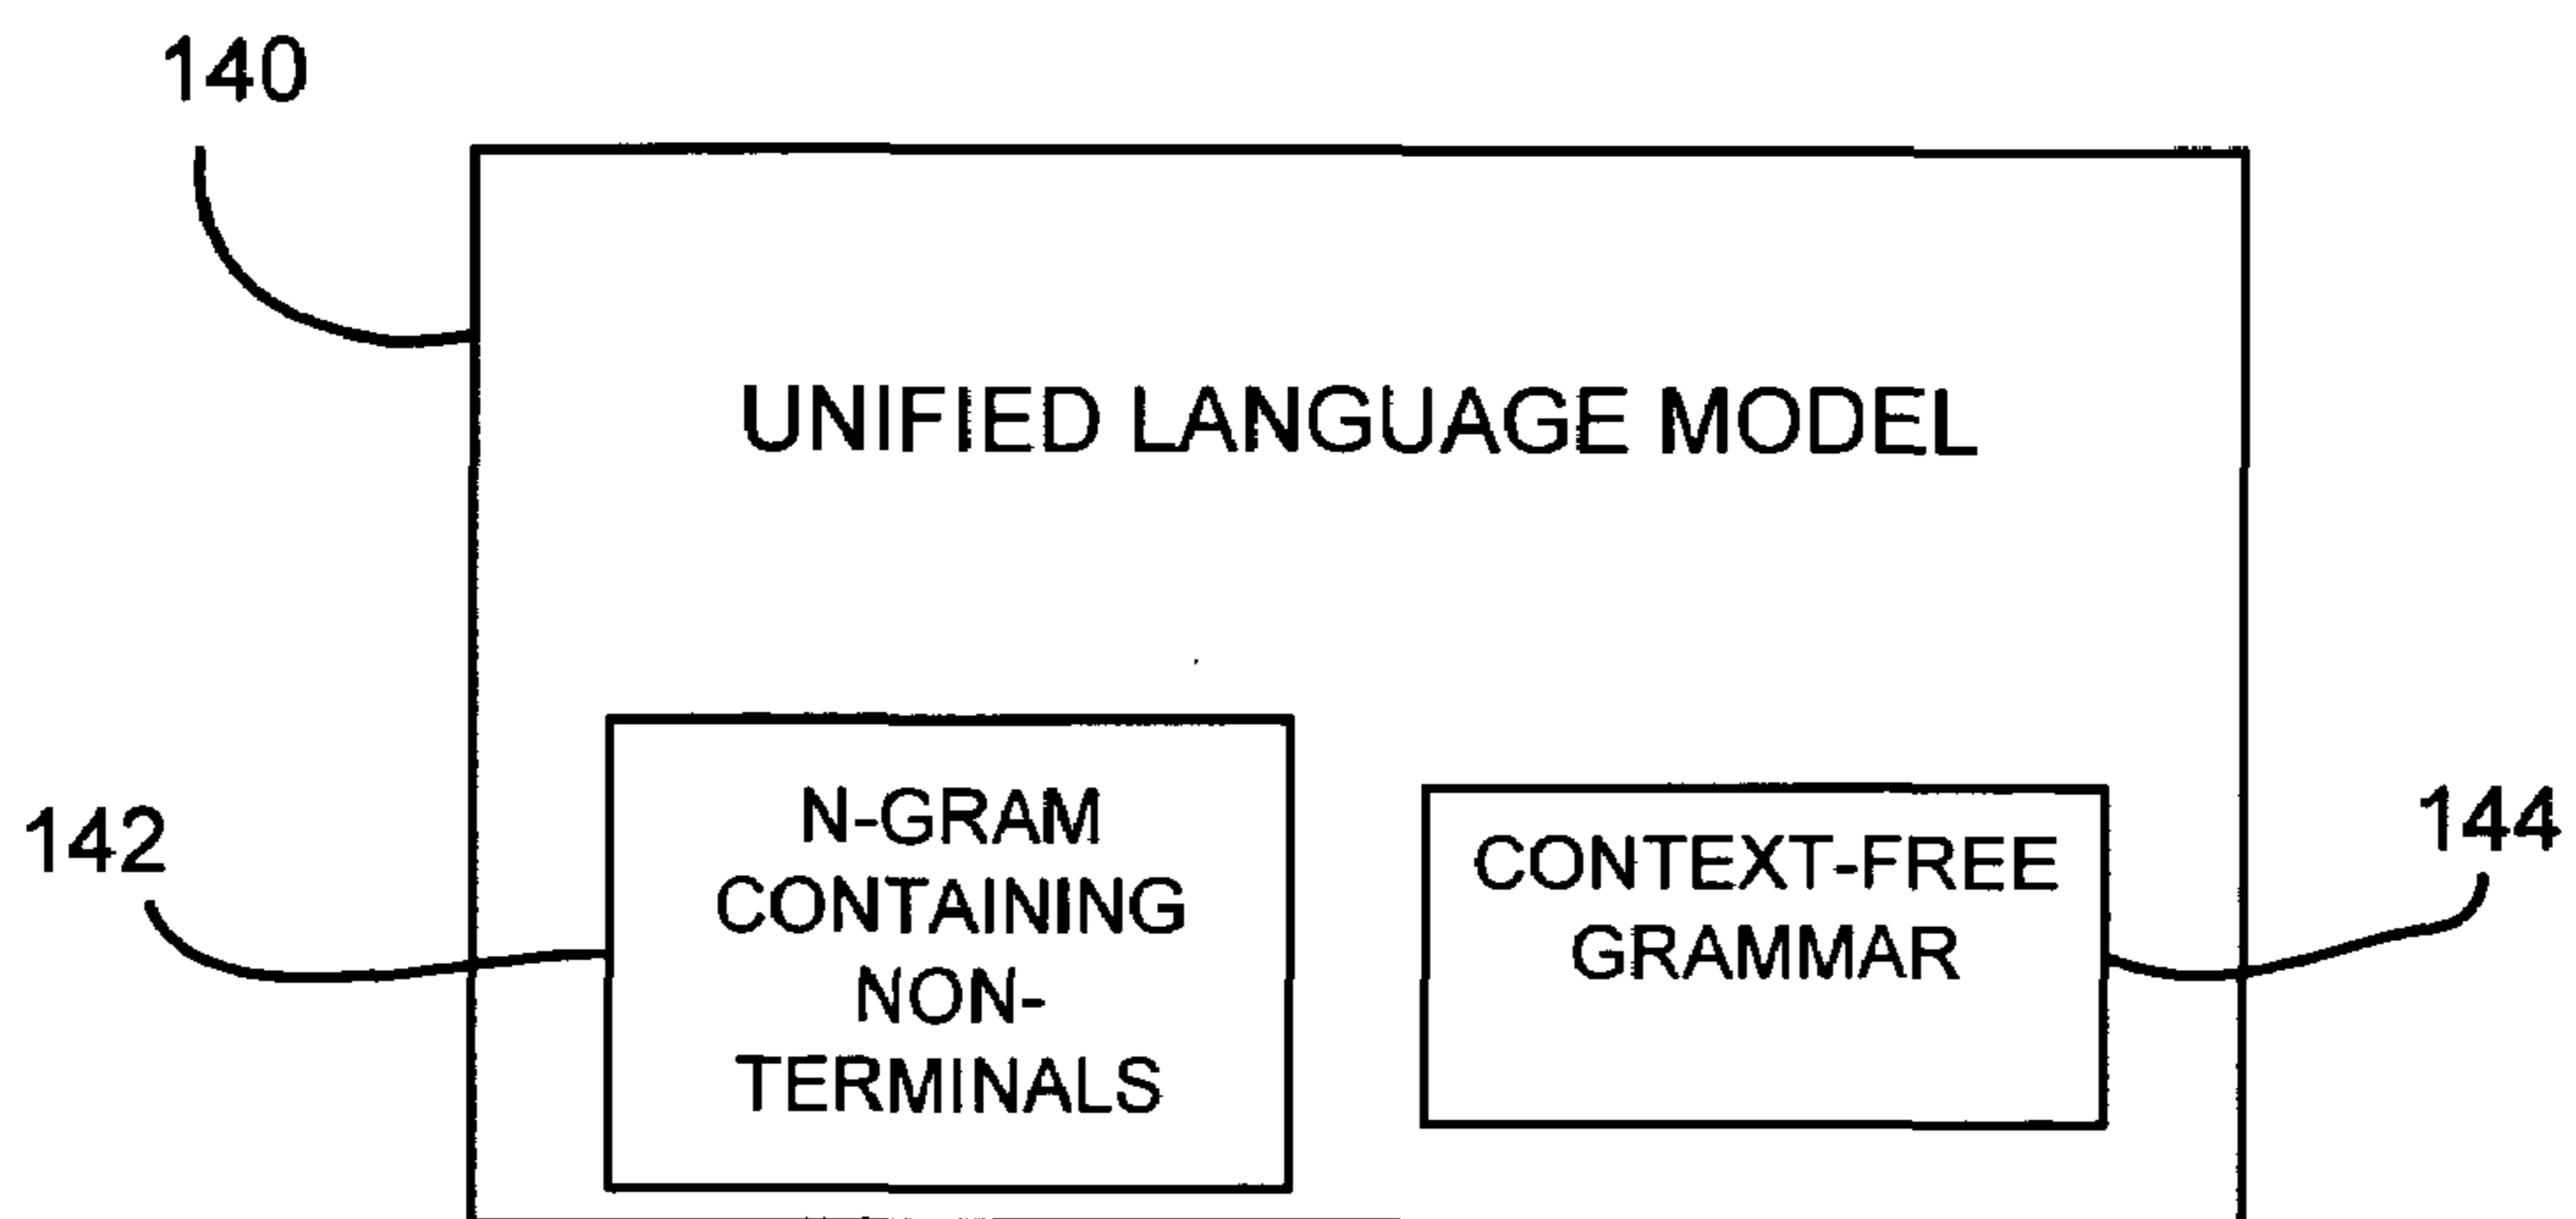 140
UNIFIED LANGUAGE MODEL
142
N-GRAM
CONTAINING
NON-
TERMINALS
CONTEXT-FREE
GRAMMAR
144